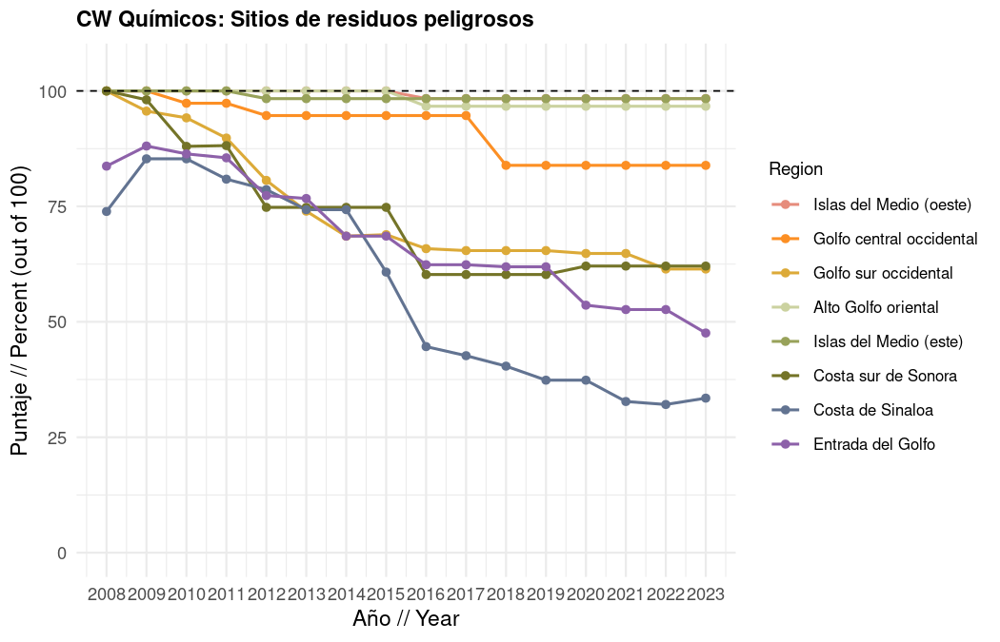 CW Químicos: Sitios de residuos peligrosos
Puntaje // Percent (out of 100)
100
75
50
25
0
2008 2009 2010 2011 2012 2013 2014 2015 2016 2017 2018 2019 2020 2021 2022 2023
Año // Year
Region
Islas del Medio (oeste)
Golfo central occidental
Golfo sur occidental
Alto Golfo oriental
Islas del Medio (este)
Costa sur de Sonora
Costa de Sinaloa
Entrada del Golfo